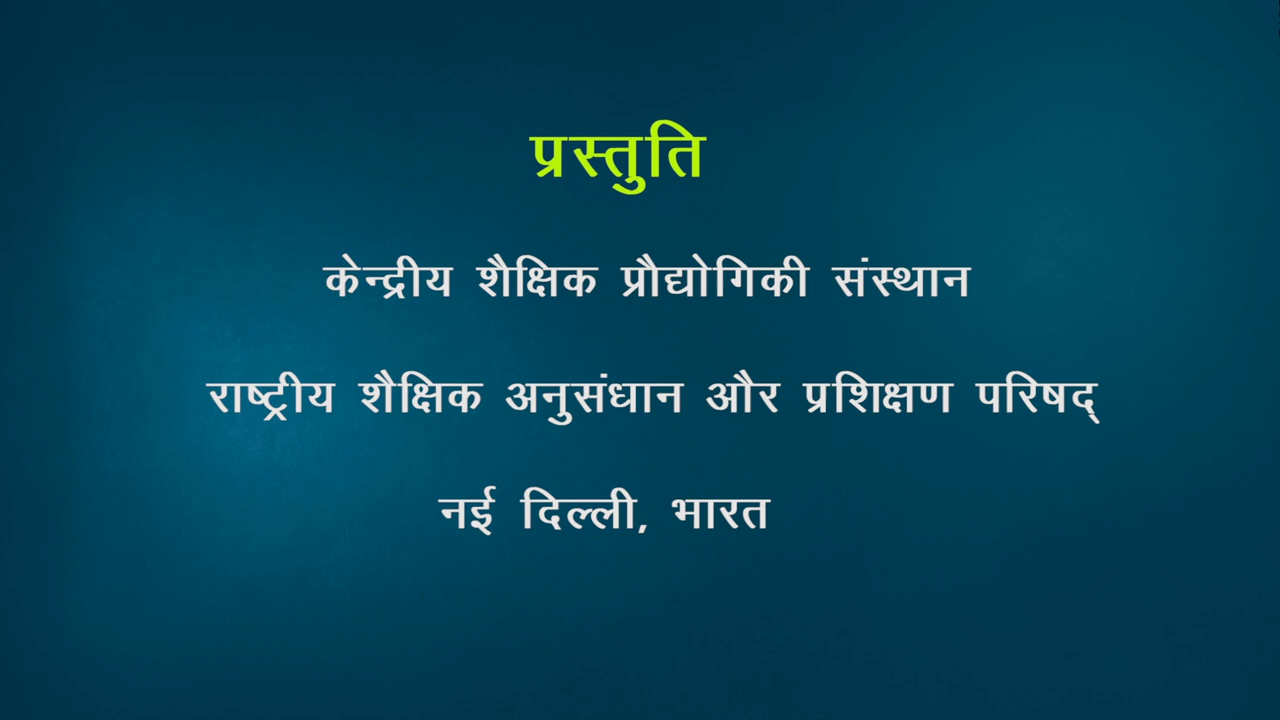 प्रस्तुति
केन्द्रीय शैक्षिक प्रौद्योगिकी संस्थान
राष्ट्रीय शैक्षिक अनुसंधान और प्रशिक्षण परिषद्
नई दिल्ली, भारत